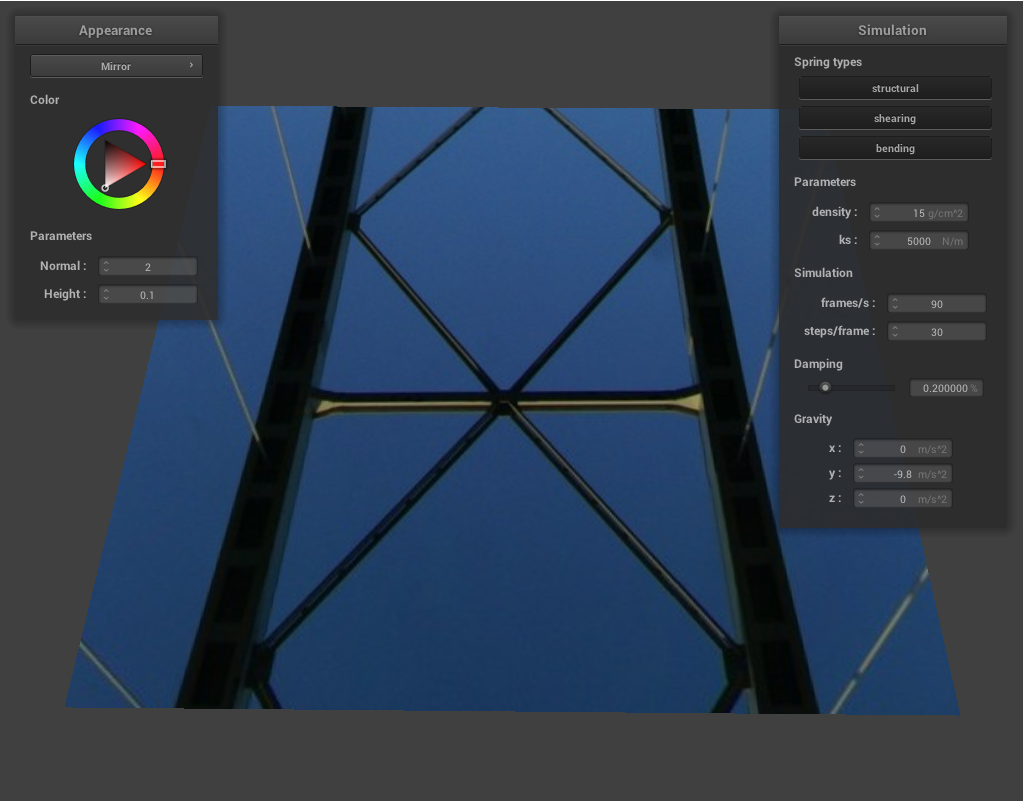 Appearance
Mirror
Color
Parameters
Normal : 2
Height : 0.1
Simulation
Spring types
structural
shearing
bending
Parameters
density : 15 g/cm^2
ks : 5000 N/m
Simulation
frames/s : 90
steps/frame : 30
Damping
0.200000 %
Gravity
x : 0 m/s^2
y : -9.8 m/s^2
z : 0 m/s^2